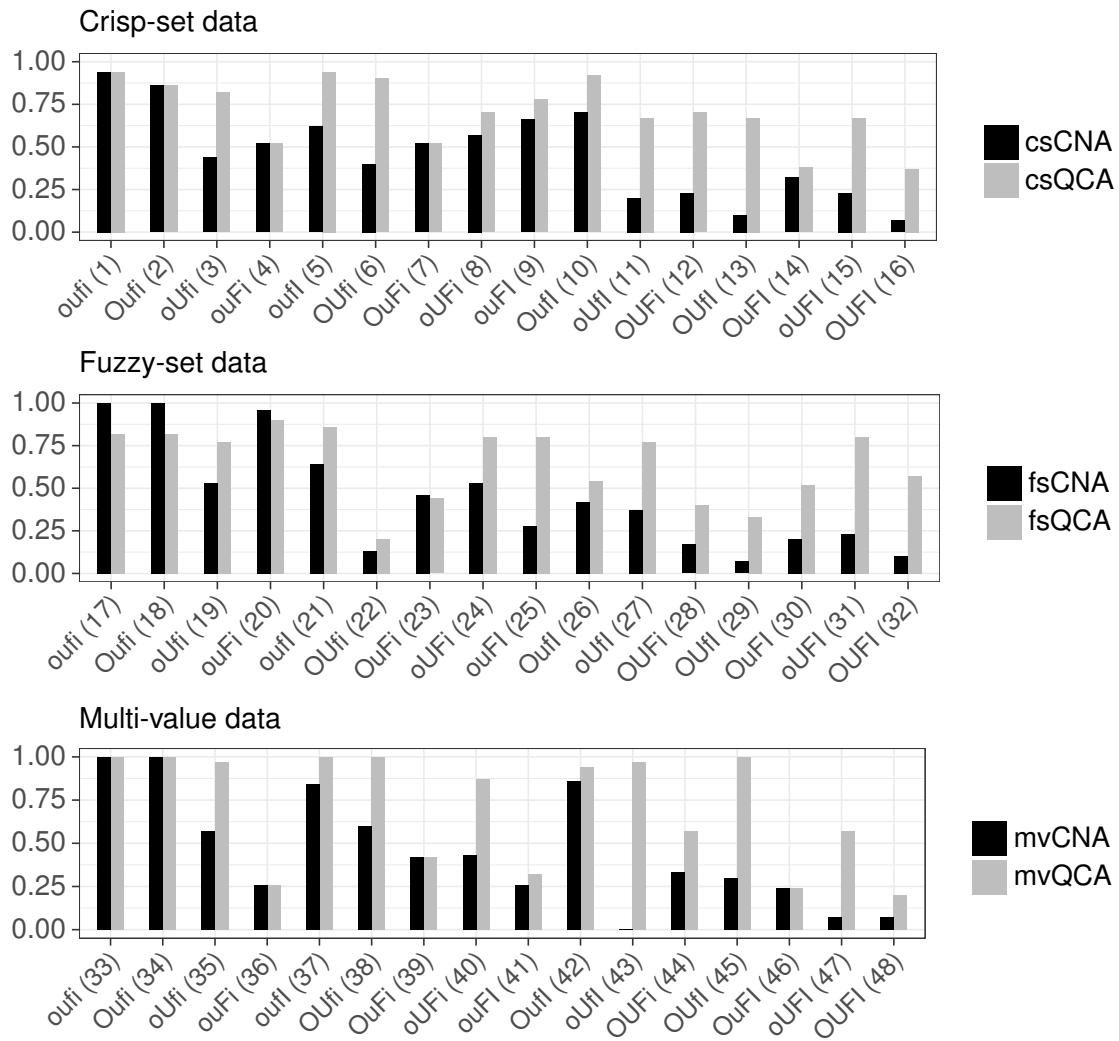 Crisp-set data
1.00
0.75
0.50
0.25
0.00
oufi (1)
Oufi (2)
oUfi (3)
ouFi (4)
oufI (5)
OUfi (6)
OuFi (7)
oUFi (8)
ouFI (9)
OufI (10)
oUfI (11)
OUFi (12)
OUfI (13)
OuFI (14)
oUFI (15)
OUFI (16)
csCNA
csQCA
Fuzzy-set data
1.00
0.75
0.50
0.25
0.00
oufi (17)
Oufi (18)
oUfi (19)
ouFi (20)
oufI (21)
OUfi (22)
OuFi (23)
oUFi (24)
ouFI (25)
OufI (26)
oUfI (27)
OUFi (28)
OUfI (29)
OuFI (30)
oUFI (31)
OUFI (32)
fsCNA
fsQCA
Multi-value data
1.00
0.75
0.50
0.25
0.00
oufi (33)
Oufi (34)
oUfi (35)
ouFi (36)
oufI (37)
OUfi (38)
OuFi (39)
oUFi (40)
ouFI (41)
OufI (42)
oUfI (43)
OUFi (44)
OUfI (45)
OuFI (46)
oUFI (47)
OUFI (48)
mvCNA
mvQCA